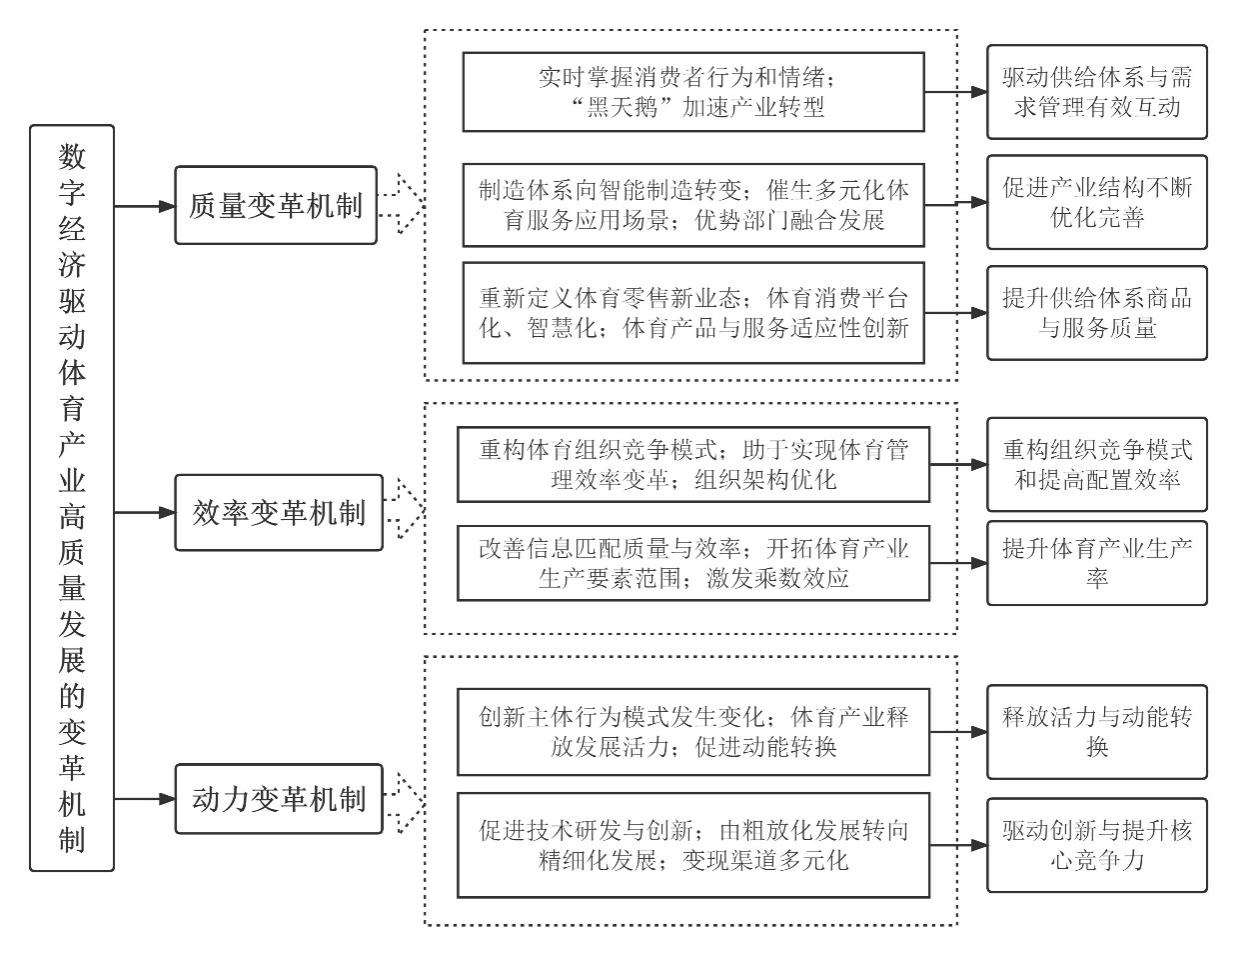 数字经济驱动体育产业高质量发展的变革机制
质量变革机制
实时掌握消费者行为和情绪；
“黑天鹅”加速产业转型
驱动供给体系与需
求管理有效互动
制造体系向智能制造转变；催生多元化体
育服务应用场景；优势部门融合发展
促进产业结构不断
优化完善
重新定义体育零售新业态；体育消费平台
化、智慧化；体育产品与服务适应性创新
提升供给体系商品
与服务质量
效率变革机制
重构体育组织竞争模式；助于实现体育管
理效率变革；组织架构优化
重构组织竞争模式
和提高配置效率
改善信息匹配质量与效率；开拓体育产业
生产要素范围；激发乘数效应
提升体育产业生产
率
动力变革机制
创新主体行为模式发生变化；体育产业释
放发展活力；促进动能转换
释放活力与动能转
换
促进技术研发与创新；由粗放化发展转向
精细化发展；变现渠道多元化
驱动创新与提升核
心竞争力